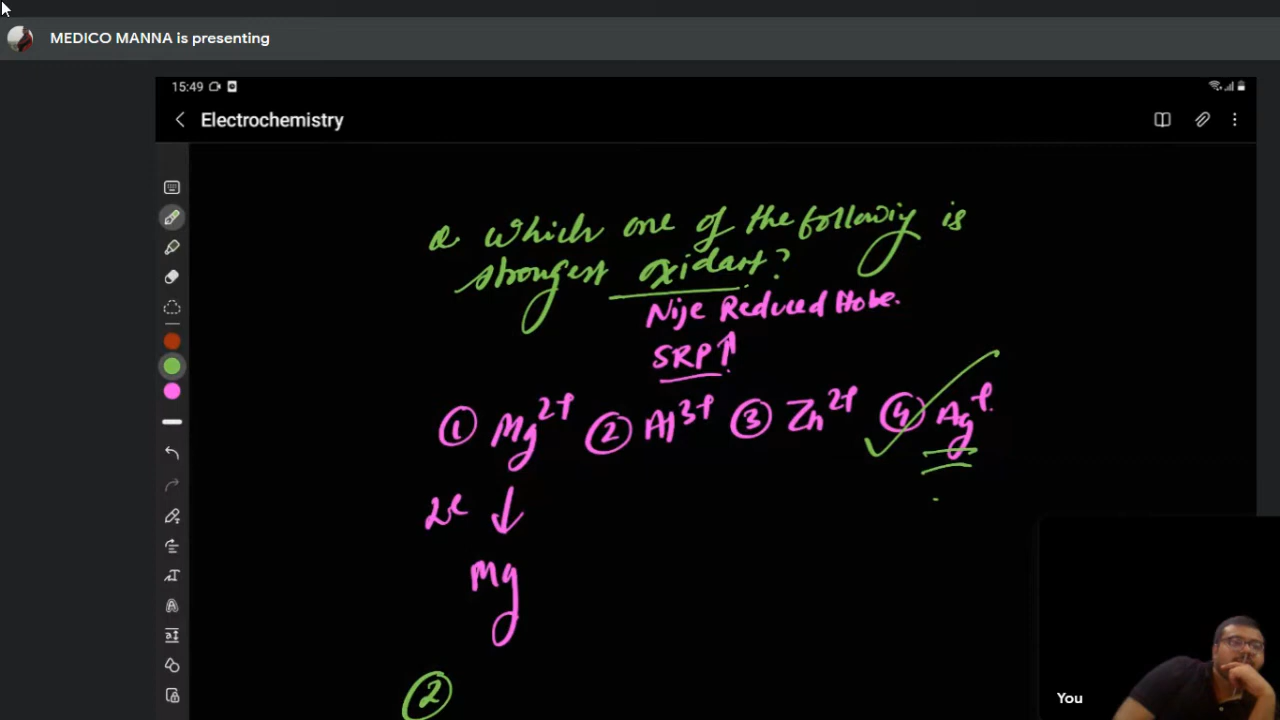 MEDICO MANNA is presenting
15:49
Electrochemistry
Q. Which one of the following is
strongest oxidant?
Nije Reduced Hobe.
SRP↑
① Mg²⁺ ② Al³⁺ ③ Zn²⁺ ④ Ag⁺
2e ↓
Mg
②
You